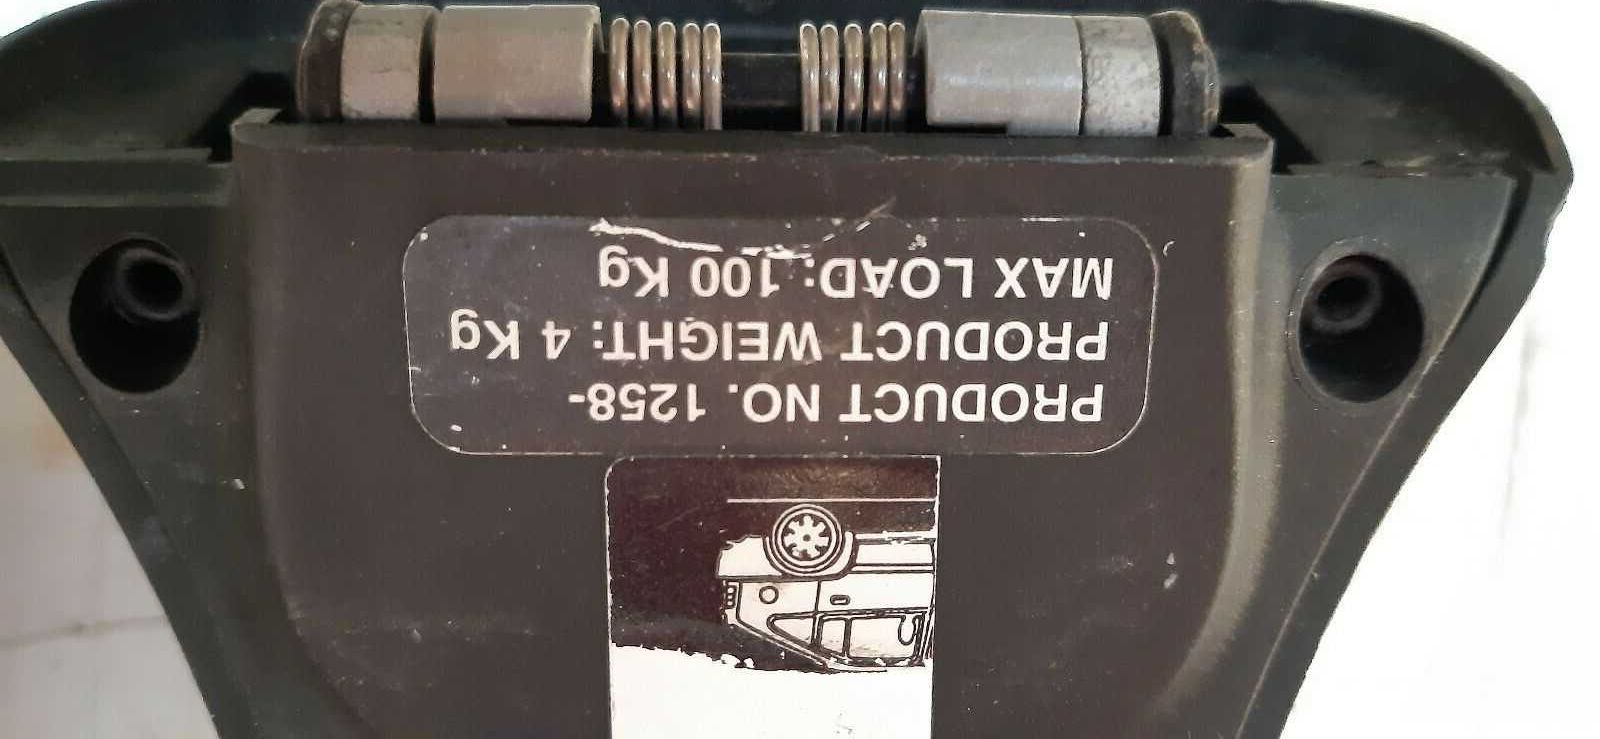 PRODUCT NO. 1258-
PRODUCT WEIGHT: 4 Kg
MAX LOAD: 100 Kg